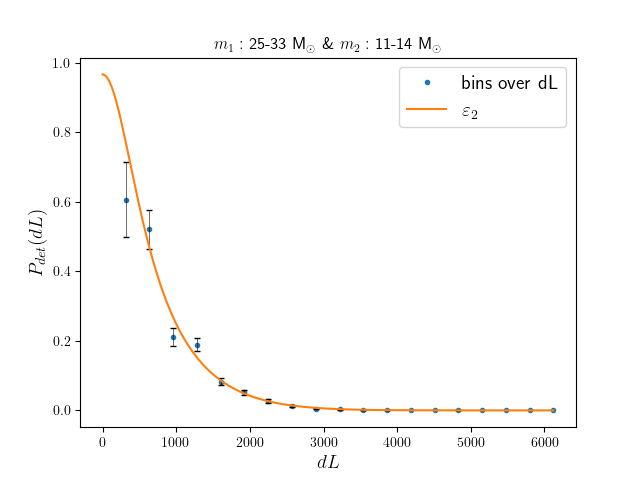 m₁ : 25-33 M⊙ & m₂ : 11-14 M⊙
1.0
0.8
0.6
0.4
0.2
0.0
P_det(dL)
bins over dL
ε₂
0 1000 2000 3000 4000 5000 6000
dL